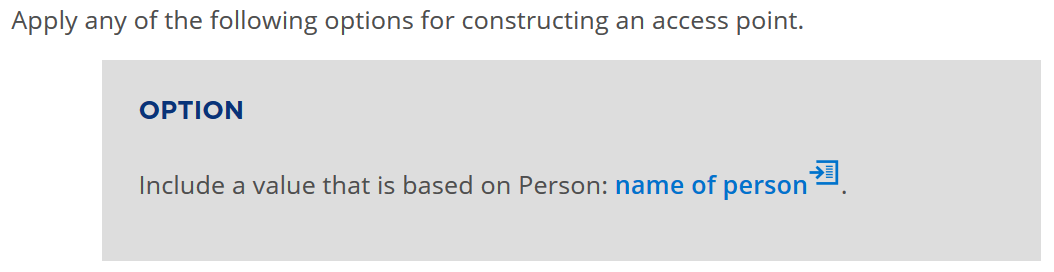 Apply any of the following options for constructing an access point.
OPTION
Include a value that is based on Person: name of person.